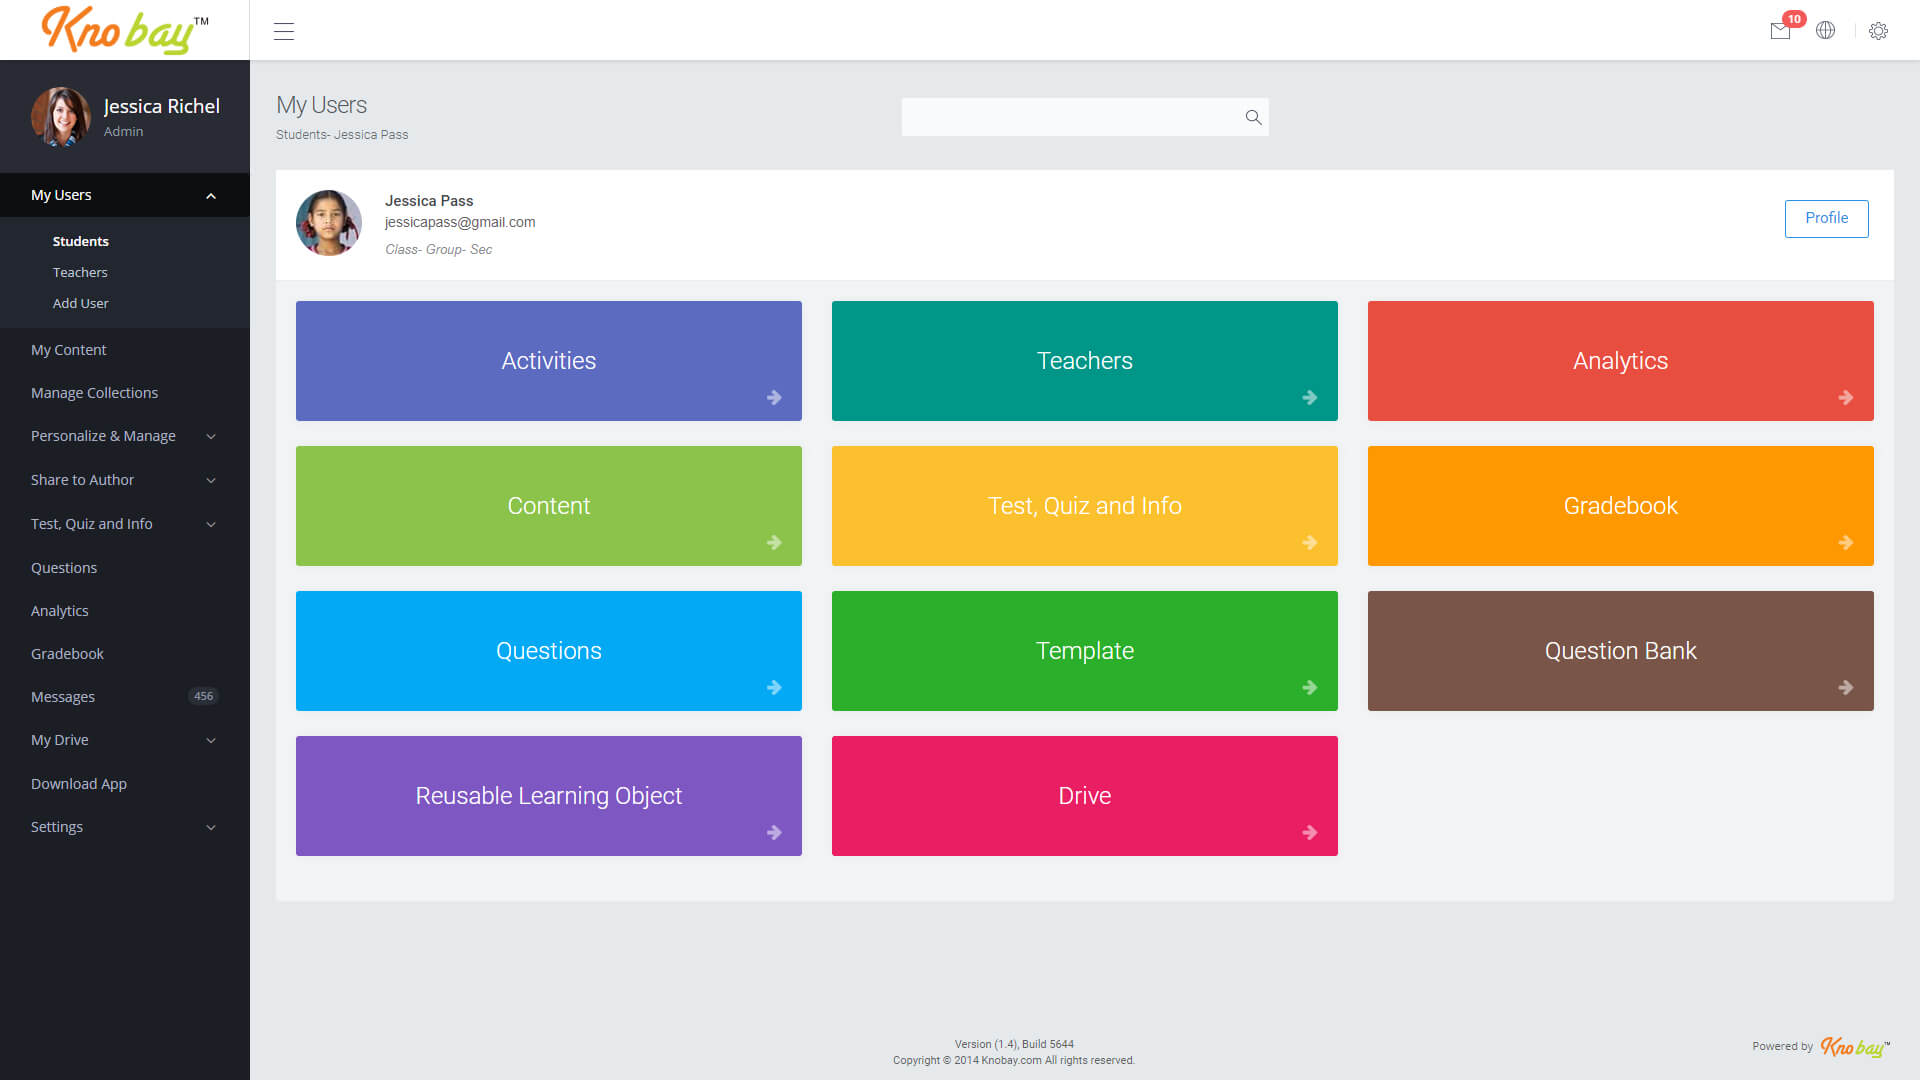 Knobay™
10
Jessica Richel
Admin
My Users
Students
Teachers
Add User
My Content
Manage Collections
Personalize & Manage
Share to Author
Test, Quiz and Info
Questions
Analytics
Gradebook
Messages 456
My Drive
Download App
Settings
My Users
Students- Jessica Pass
Jessica Pass
jessicapass@gmail.com
Class- Group- Sec
Profile
Activities
Teachers
Analytics
Content
Test, Quiz and Info
Gradebook
Questions
Template
Question Bank
Reusable Learning Object
Drive
Version (1.4), Build 5644
Copyright © 2014 Knobay.com All rights reserved.
Powered by Knobay™